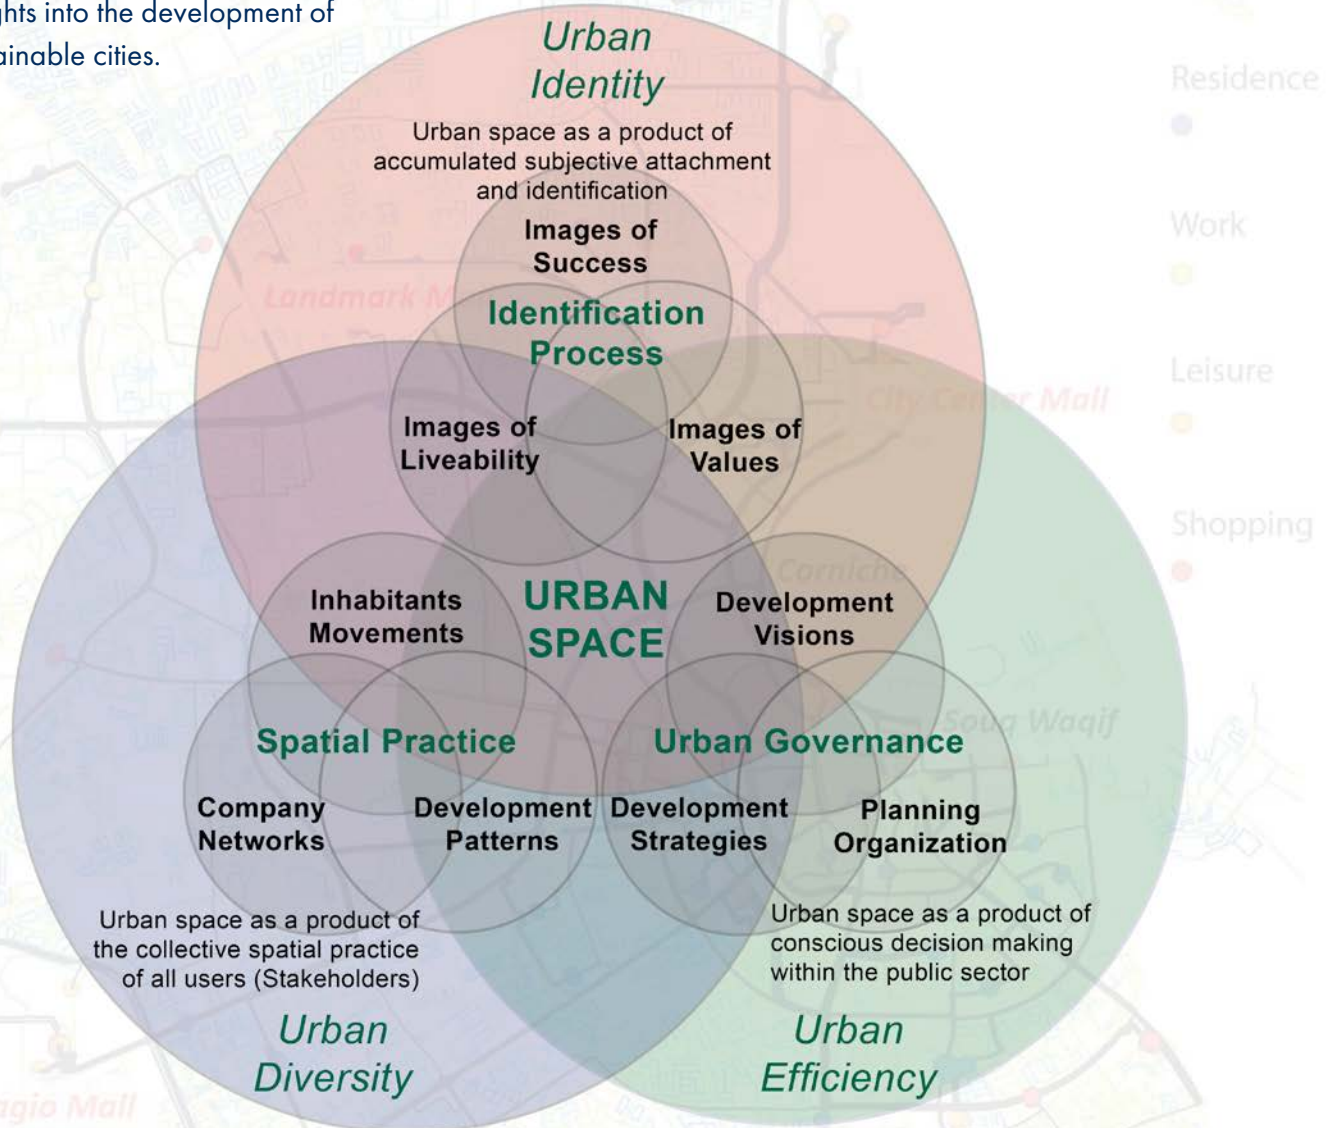 ghts into the development of
ainable cities.
Urban
Identity
Urban space as a product of
accumulated subjective attachment
and identification
Images of
Success
Identification
Process
Images of
Liveability
Images of
Values
Inhabitants
Movements
URBAN
SPACE
Development
Visions
Spatial Practice
Urban Governance
Company
Networks
Development
Patterns
Development
Strategies
Planning
Organization
Urban space as a product of
the collective spatial practice
of all users (Stakeholders)
Urban space as a product of
conscious decision making
within the public sector
Urban
Diversity
Urban
Efficiency
Residence
Work
Leisure
Shopping
Landmark M
City Center Mall
Corniche
Souq Waqif
agio Mall